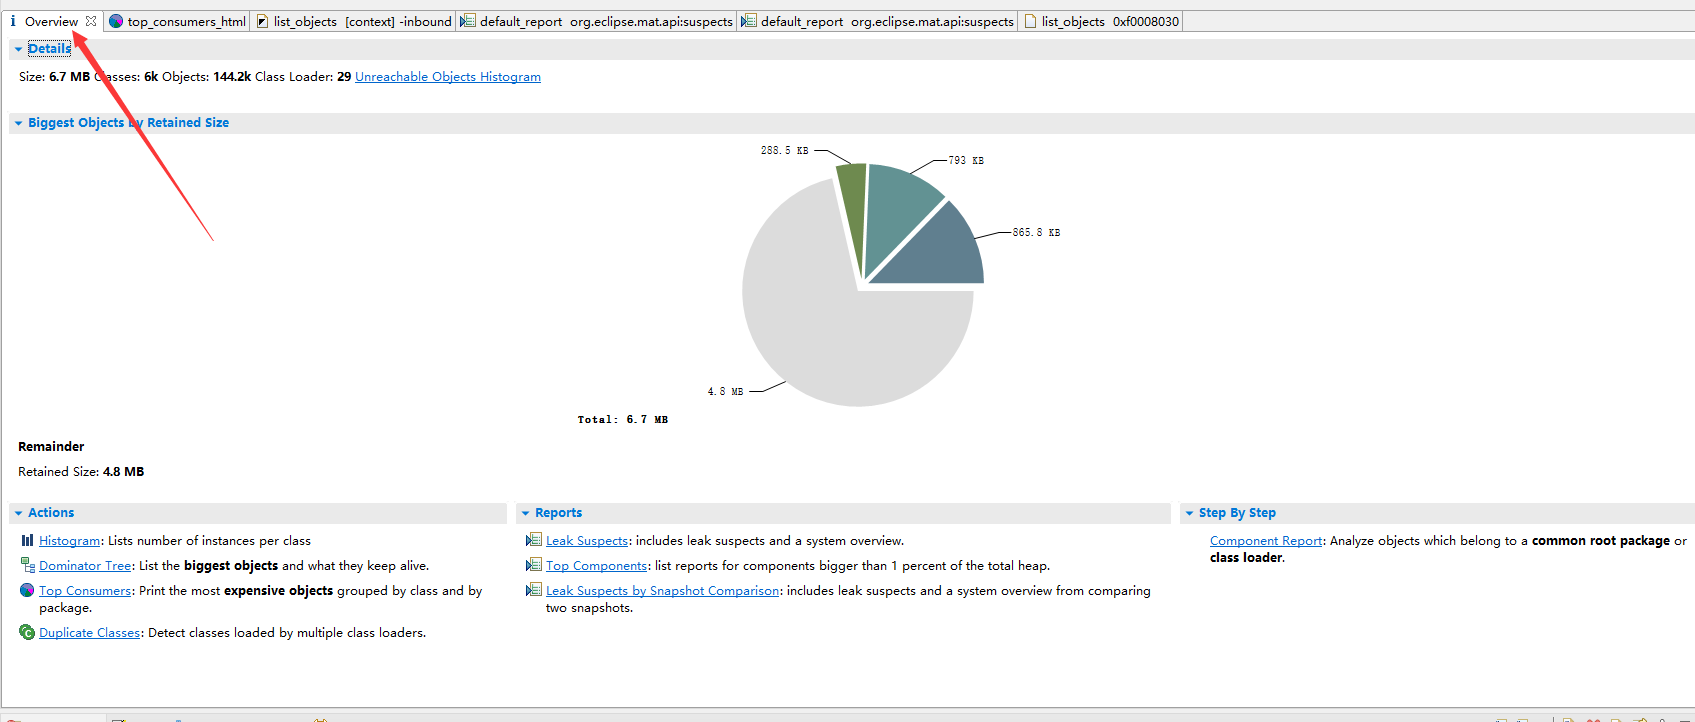 Overview top_consumers_html list_objects [context] -inbound default_report org.eclipse.mat.api:suspects default_report org.eclipse.mat.api:suspects list_objects 0xf0008030
Details
Size: 6.7 MB Classes: 6k Objects: 144.2k Class Loader: 29 Unreachable Objects Histogram
Biggest Objects by Retained Size
288.5 KB
793 KB
865.8 KB
4.8 MB
Total: 6.7 MB
Remainder
Retained Size: 4.8 MB
Actions
Histogram: Lists number of instances per class
Dominator Tree: List the biggest objects and what they keep alive.
Top Consumers: Print the most expensive objects grouped by class and by
package.
Duplicate Classes: Detect classes loaded by multiple class loaders.
Reports
Leak Suspects: includes leak suspects and a system overview.
Top Components: list reports for components bigger than 1 percent of the total heap.
Leak Suspects by Snapshot Comparison: includes leak suspects and a system overview from comparing
two snapshots.
Step By Step
Component Report: Analyze objects which belong to a common root package or
class loader.